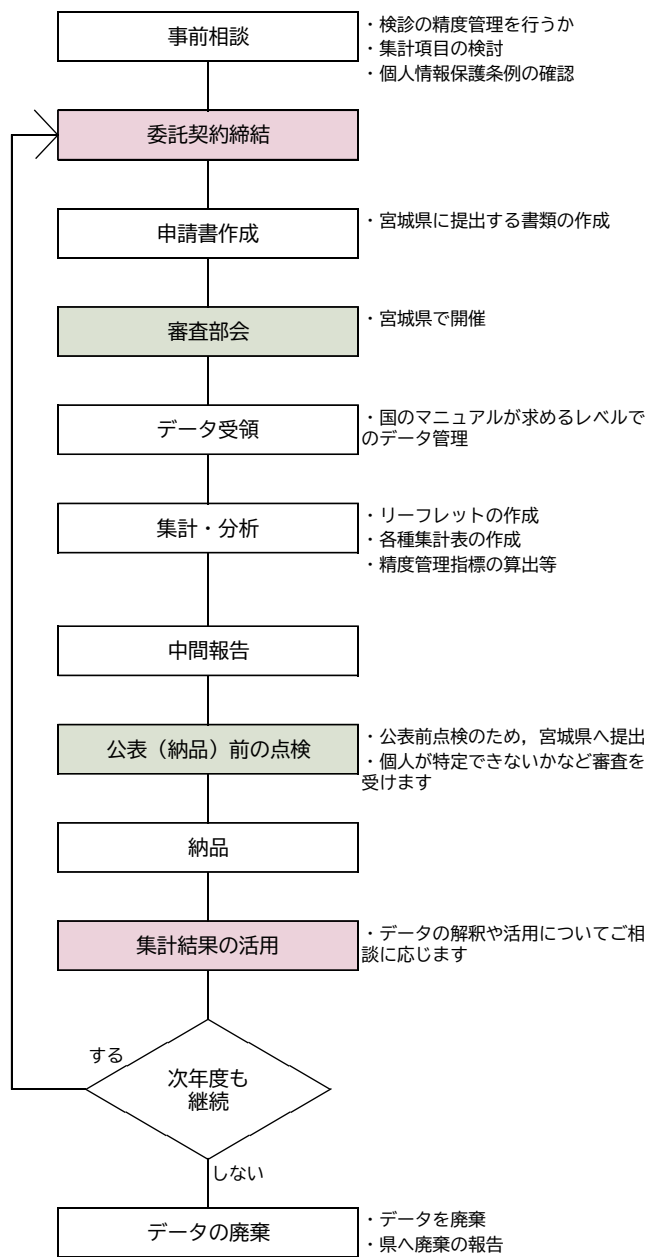 事前相談
・検診の精度管理を行うか
・集計項目の検討
・個人情報保護条例の確認
委託契約締結
申請書作成
・宮城県に提出する書類の作成
審査部会
・宮城県で開催
データ受領
・国のマニュアルが求めるレベルで
のデータ管理
集計・分析
・リーフレットの作成
・各種集計表の作成
・精度管理指標の算出等
中間報告
公表（納品）前の点検
・公表前点検のため，宮城県へ提出
・個人が特定できないかなど審査を
受けます
納品
集計結果の活用
・データの解釈や活用についてご相
談に応じます
する
次年度も
継続
しない
データの廃棄
・データを廃棄
・県へ廃棄の報告